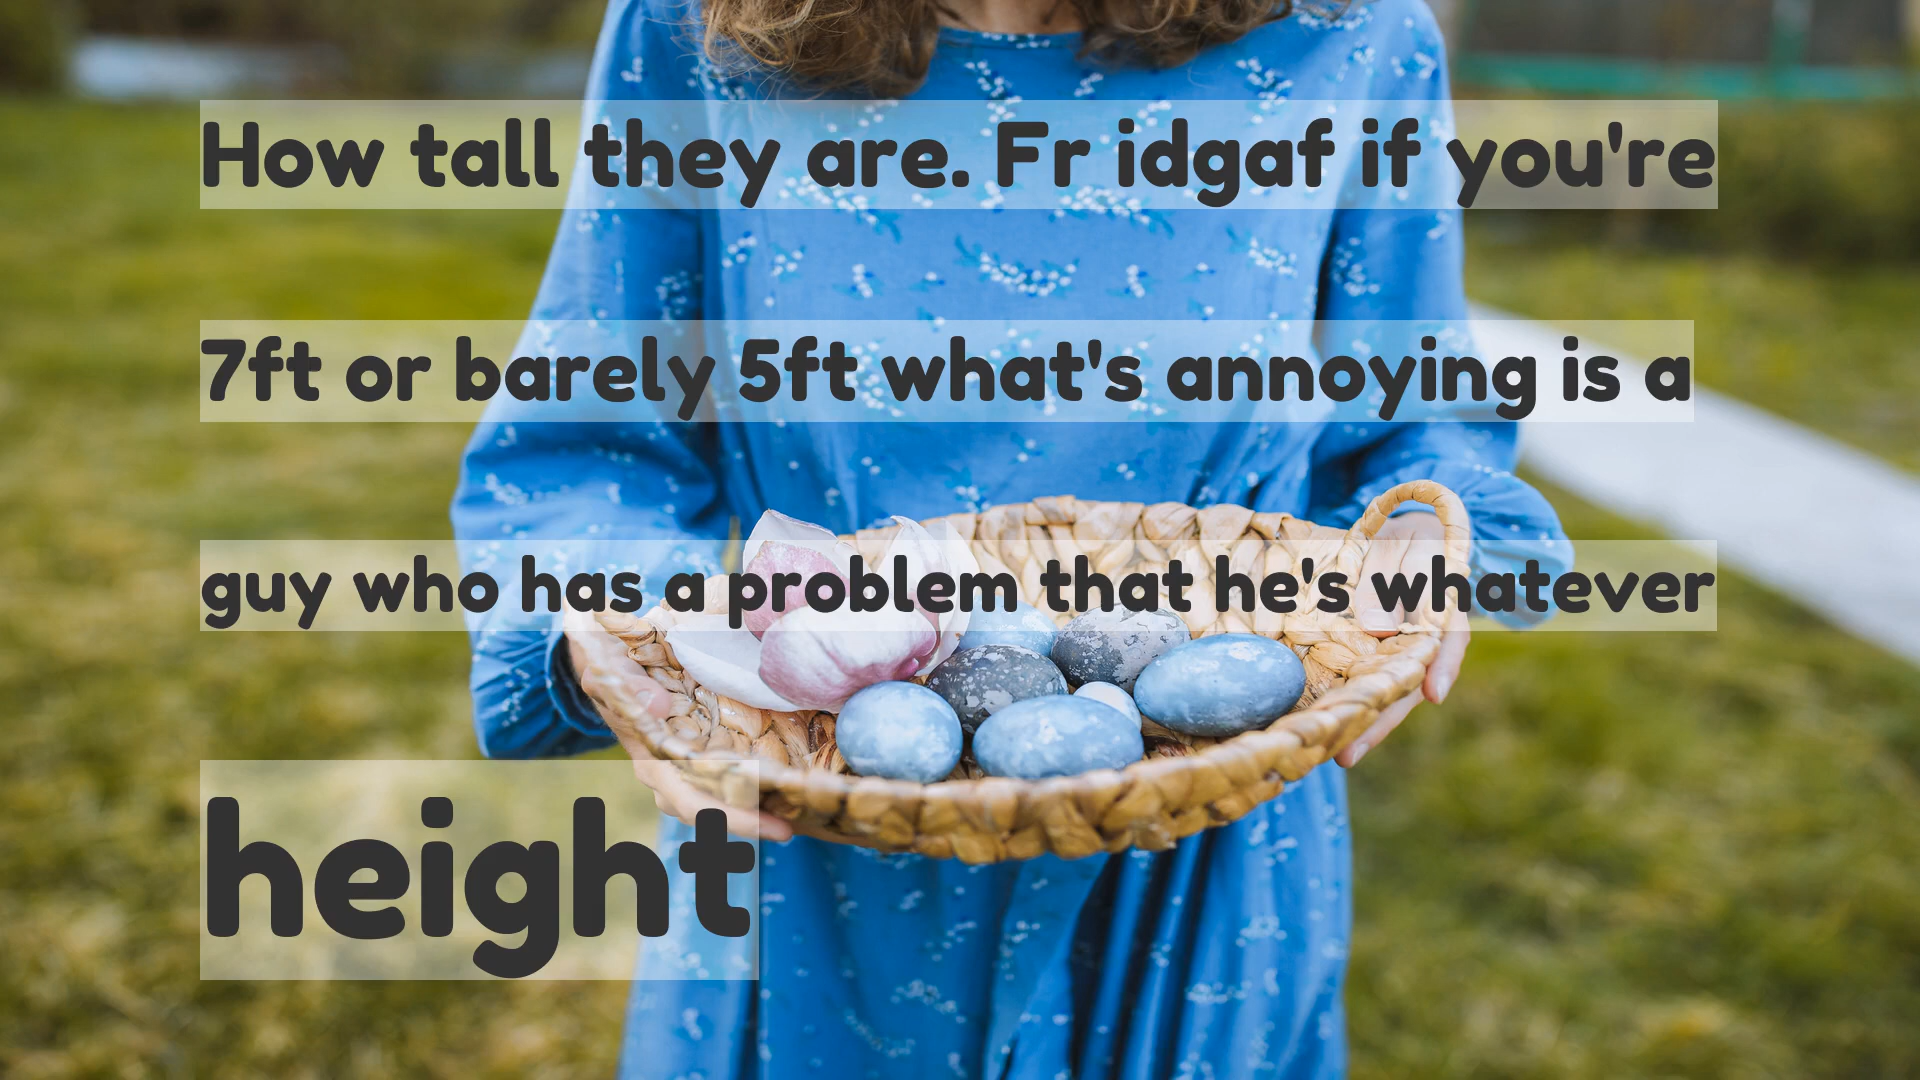 How tall they are. Fr idgaf if you're
7ft or barely 5ft what's annoying is a
guy who has a problem that he's whatever
height